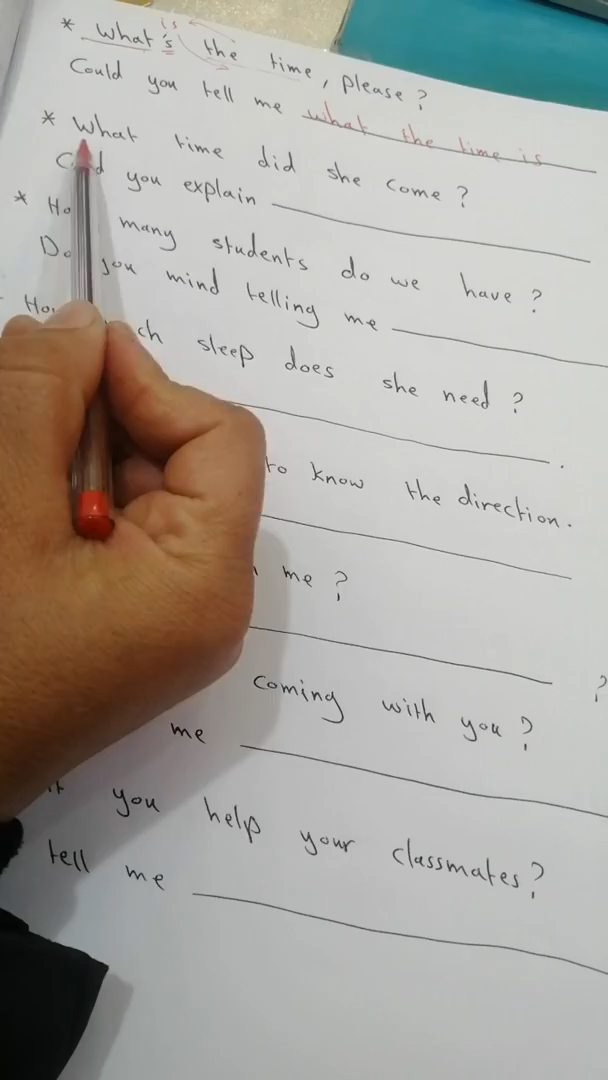 is
* What's the time, please?
Could you tell me what the time is
* What time did she come?
you explain
* many students do we have?
you mind telling me
sleep does she need?
to know the direction.
me?
?
coming with you?
me
you help your classmates?
tell me